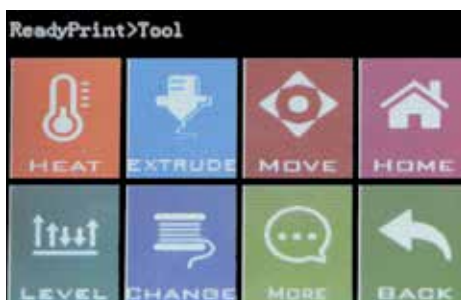 ReadyPrint>Tool
HEAT EXTRUDE MOVE HOME
LEVEL CHANGE MORE BACK